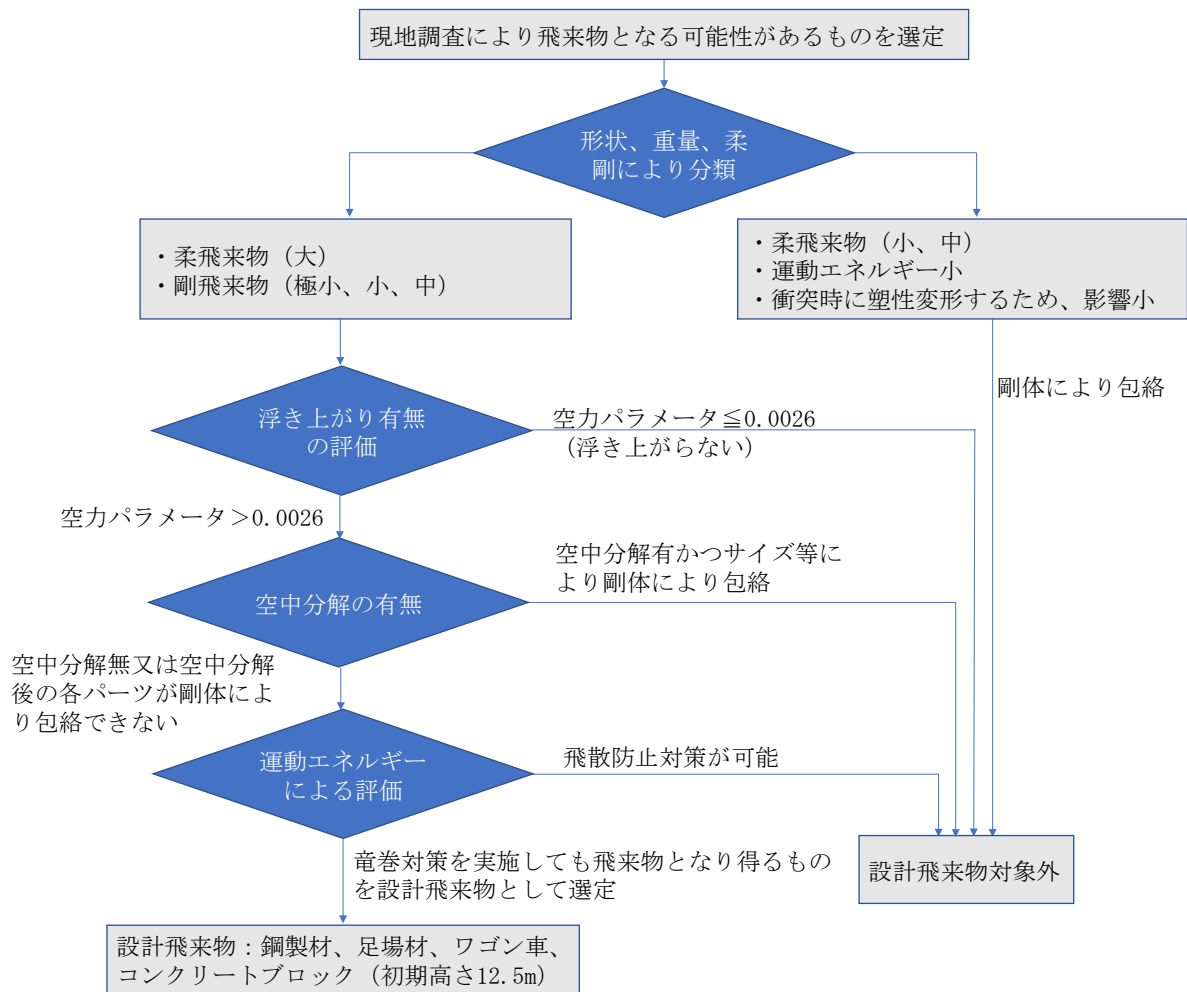 現地調査により飛来物となる可能性があるものを選定
形状、重量、柔
剛により分類
・柔飛来物（大）
・剛飛来物（極小、小、中）
・柔飛来物（小、中）
・運動エネルギー小
・衝突時に塑性変形するため、影響小
剛体により包絡
浮き上がり有無
の評価
空力パラメータ≦0.0026
（浮き上がらない）
空力パラメータ＞0.0026
空中分解の有無
空中分解有かつサイズ等に
より剛体により包絡
空中分解無又は空中分解
後の各パーツが剛体によ
り包絡できない
運動エネルギー
による評価
飛散防止対策が可能
竜巻対策を実施しても飛来物となり得るもの
を設計飛来物として選定
設計飛来物対象外
設計飛来物：鋼製材、足場材、ワゴン車、
コンクリートブロック（初期高さ12.5m）